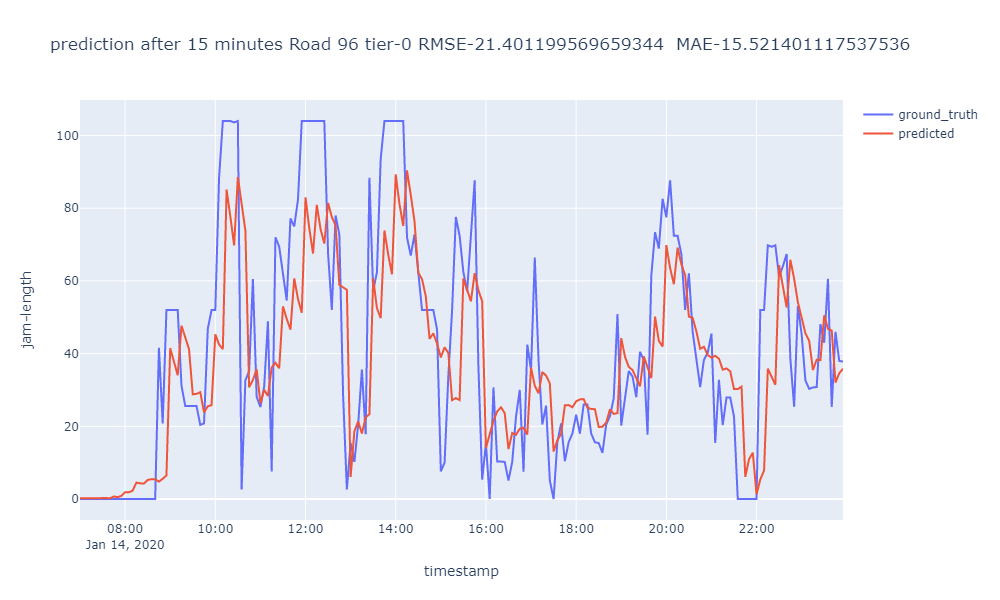 prediction after 15 minutes Road 96 tier-0 RMSE-21.401199569659344  MAE-15.521401117537536
ground_truth
predicted
100
80
60
40
20
0
jam-length
08:00 10:00 12:00 14:00 16:00 18:00 20:00 22:00
Jan 14, 2020
timestamp